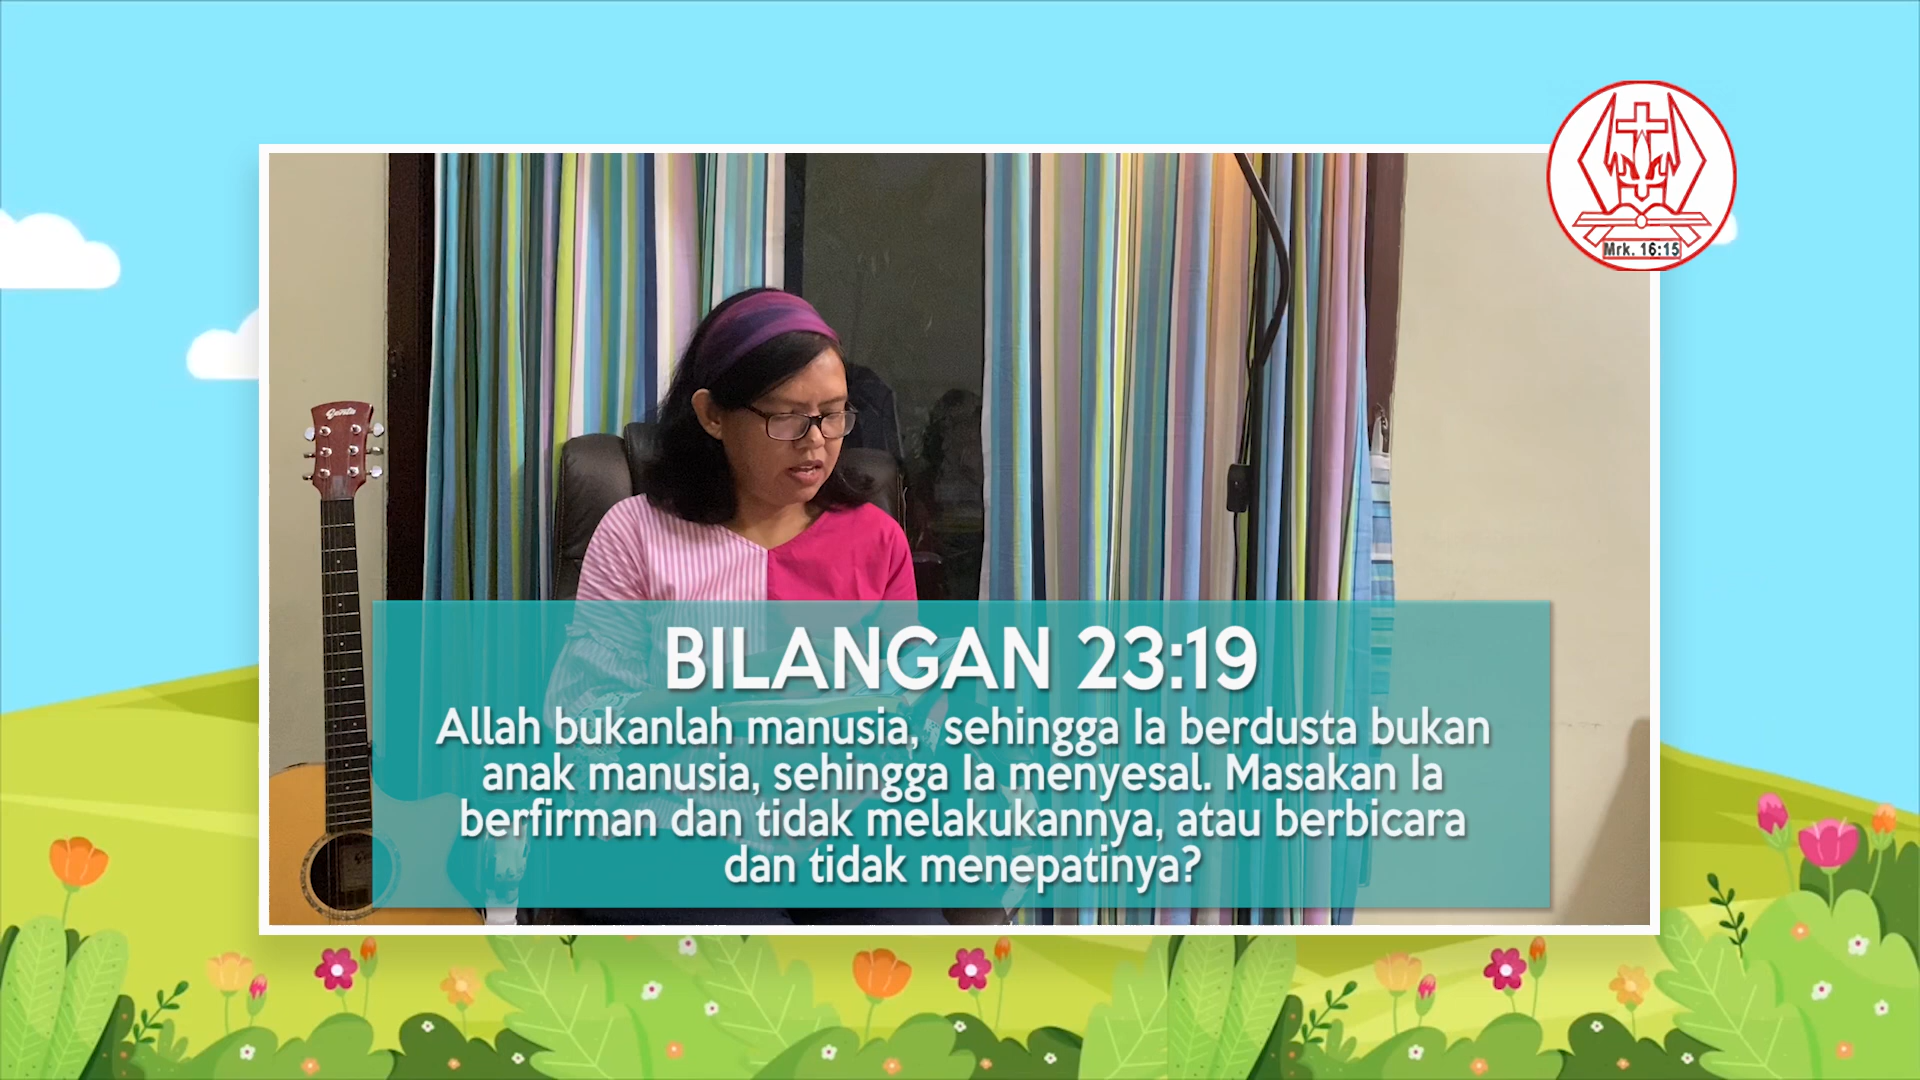 Mrk. 16:15
BILANGAN 23:19
Allah bukanlah manusia, sehingga Ia berdusta bukan
anak manusia, sehingga Ia menyesal. Masakan Ia
berfirman dan tidak melakukannya, atau berbicara
dan tidak menepatinya?